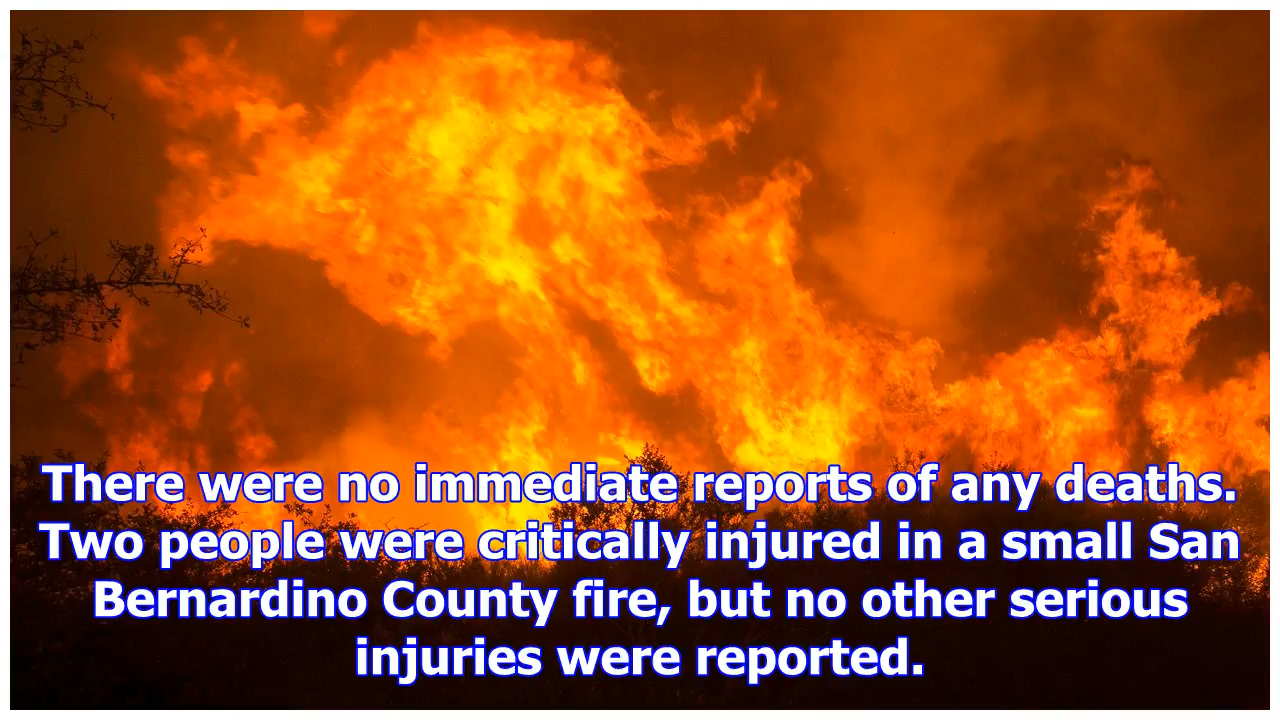 There were no immediate reports of any deaths.
Two people were critically injured in a small San
Bernardino County fire, but no other serious
injuries were reported.